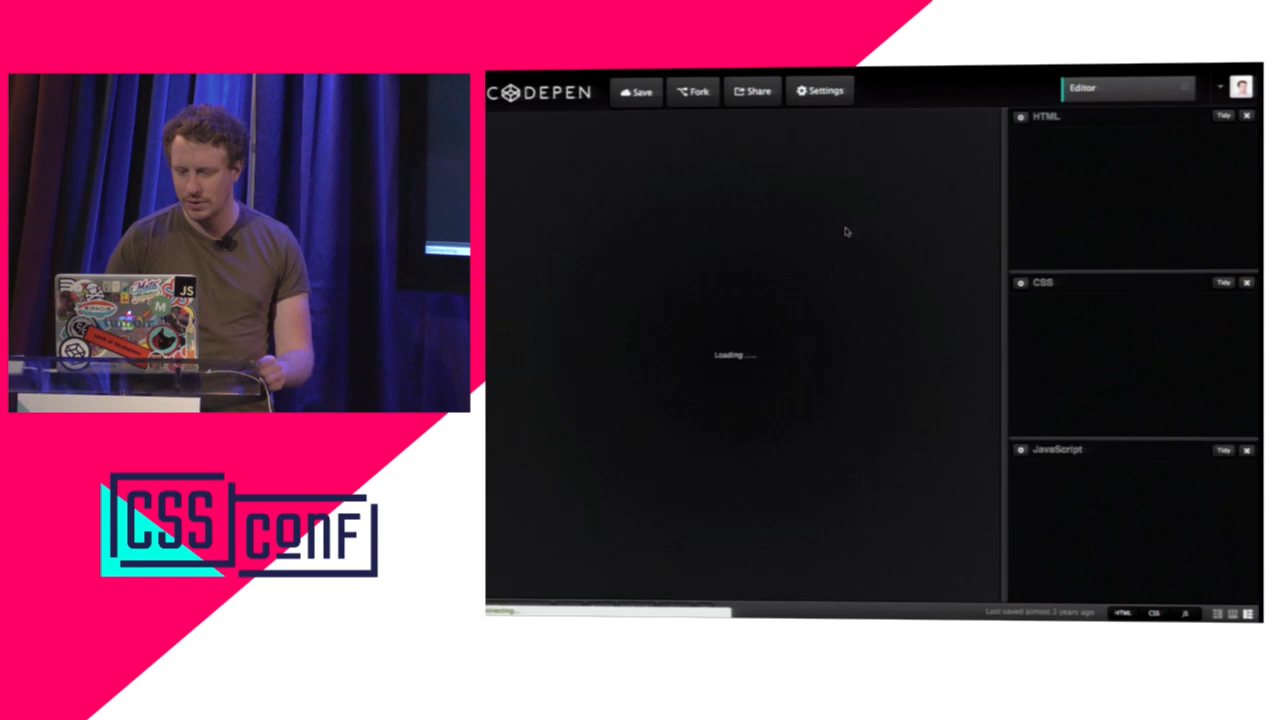 CODEPEN
Save
Fork
Share
Settings
Editor
HTML
Tidy
CSS
Tidy
JavaScript
Tidy
Loading......
Last saved almost 2 years ago
HTML
CSS
JS
JS
M
CSS
CONF